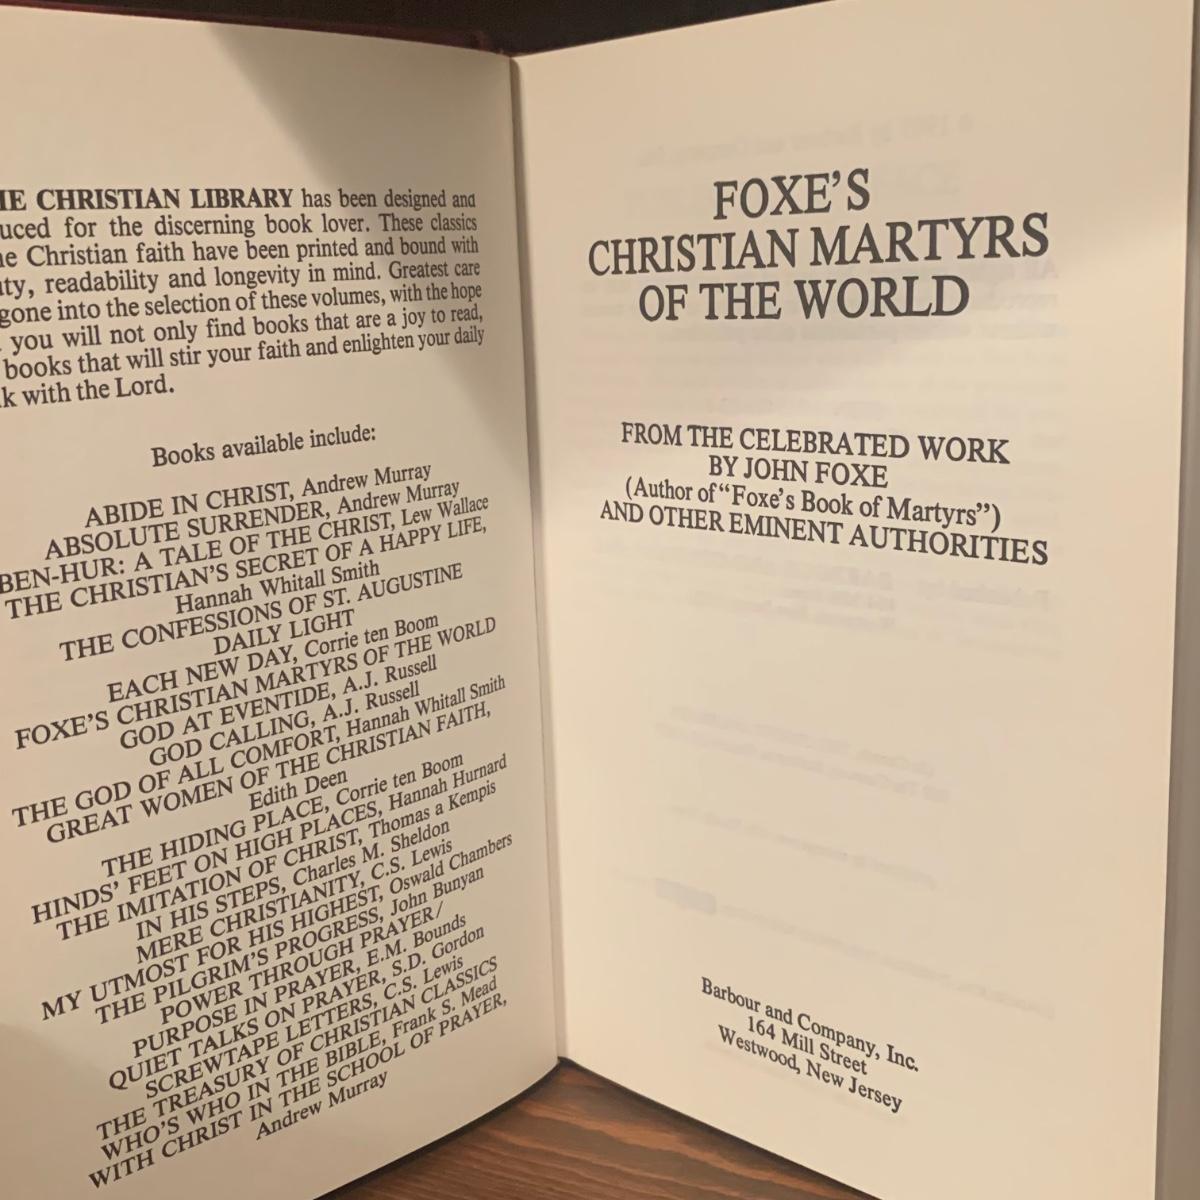 CHRISTIAN LIBRARY has been designed and
for the discerning book lover. These classics
Christian faith have been printed and bound with
readability and longevity in mind. Greatest care
gone into the selection of these volumes, with the hope
you will not only find books that are a joy to read,
books that will stir your faith and enlighten your daily
with the Lord.
Books available include:
ABIDE IN CHRIST, Andrew Murray
ABSOLUTE SURRENDER, Andrew Murray
BEN-HUR: A TALE OF THE CHRIST, Lew Wallace
THE CHRISTIAN'S SECRET OF A HAPPY LIFE,
Hannah Whitall Smith
THE CONFESSIONS OF ST. AUGUSTINE
DAILY LIGHT
EACH NEW DAY, Corrie ten Boom
FOXE'S CHRISTIAN MARTYRS OF THE WORLD
GOD AT EVENTIDE, A.J. Russell
GOD CALLING, A.J. Russell
THE GOD OF ALL COMFORT, Hannah Whitall Smith
GREAT WOMEN OF THE CHRISTIAN FAITH,
Edith Deen
THE HIDING PLACE, Corrie ten Boom
HINDS' FEET ON HIGH PLACES, Hannah Hurnard
THE IMITATION OF CHRIST, Thomas a Kempis
IN HIS STEPS, Charles M. Sheldon
MERE CHRISTIANITY, C.S. Lewis
MY UTMOST FOR HIS HIGHEST, Oswald Chambers
THE PILGRIM'S PROGRESS, John Bunyan
POWER THROUGH PRAYER/
PURPOSE IN PRAYER, E.M. Bounds
QUIET TALKS ON PRAYER, S.D. Gordon
SCREWTAPE LETTERS, C.S. Lewis
THE TREASURY OF CHRISTIAN CLASSICS
WHO'S WHO IN THE BIBLE, Frank S. Mead
WITH CHRIST IN THE SCHOOL OF PRAYER,
Andrew Murray
FOXE'S
CHRISTIAN MARTYRS
OF THE WORLD
FROM THE CELEBRATED WORK
BY JOHN FOXE
(Author of "Foxe's Book of Martyrs")
AND OTHER EMINENT AUTHORITIES
Barbour and Company, Inc.
164 Mill Street
Westwood, New Jersey